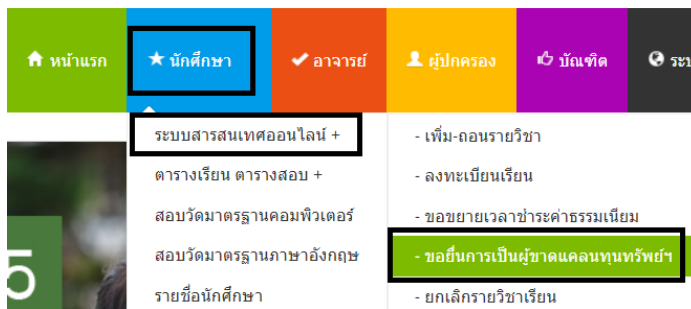 หน้าแรก
นักศึกษา
อาจารย์
ผู้ปกครอง
บัณฑิต
ระบบสารสนเทศออนไลน์ +
ตารางเรียน ตารางสอบ +
สอบวัดมาตรฐานคอมพิวเตอร์
สอบวัดมาตรฐานภาษาอังกฤษ
รายชื่อนักศึกษา
- เพิ่ม-ถอนรายวิชา
- ลงทะเบียนเรียน
- ขอขยายเวลาชำระค่าธรรมเนียม
- ขอยื่นการเป็นผู้ขาดแคลนทุนทรัพย์ฯ
- ยกเลิกรายวิชาเรียน
5